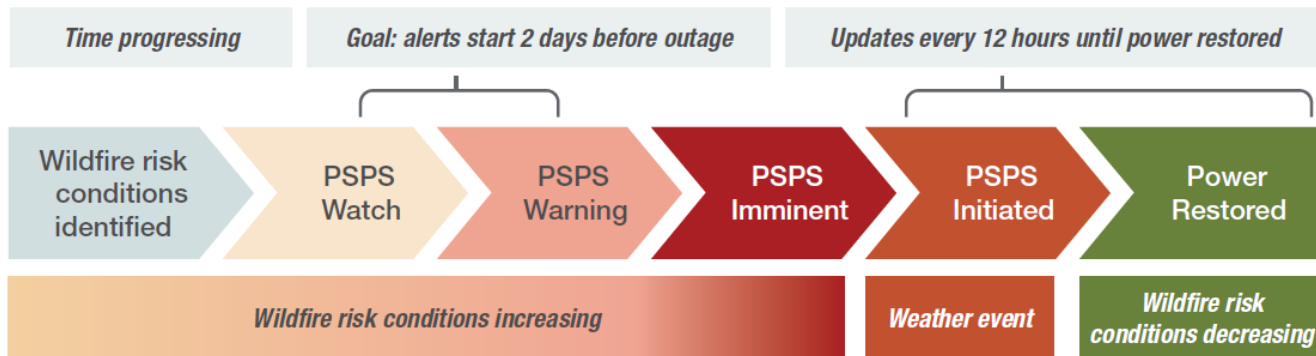 Time progressing
Goal: alerts start 2 days before outage
Updates every 12 hours until power restored
Wildfire risk
conditions
identified
PSPS
Watch
PSPS
Warning
PSPS
Imminent
PSPS
Initiated
Power
Restored
Wildfire risk conditions increasing
Weather event
Wildfire risk
conditions decreasing